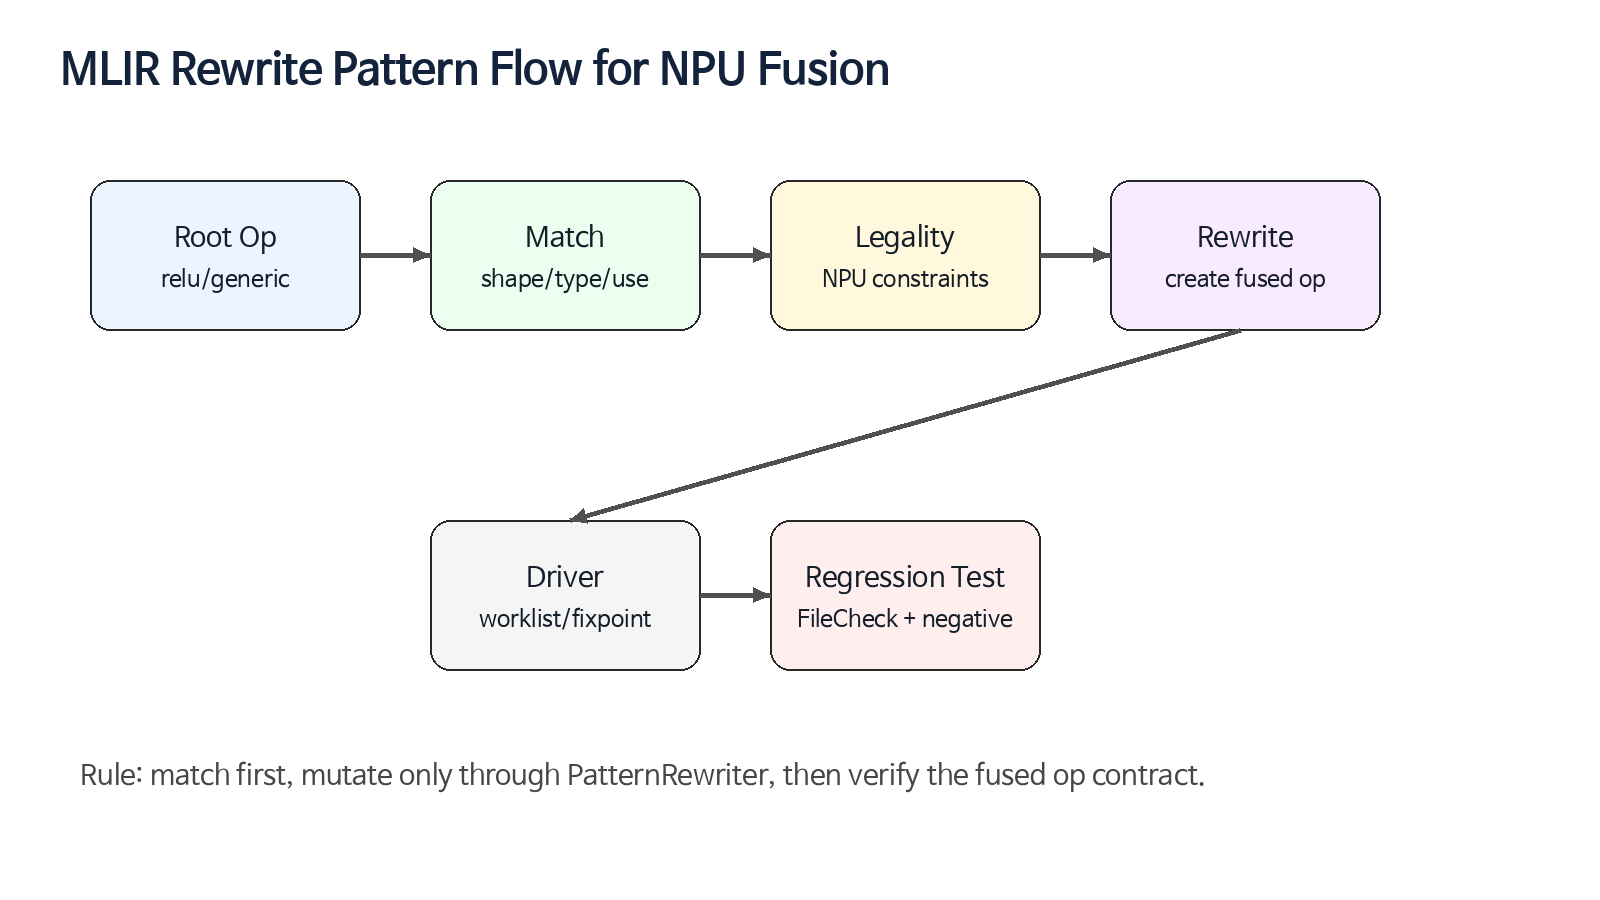 MLIR Rewrite Pattern Flow for NPU Fusion
Root Op
relu/generic
Match
shape/type/use
Legality
NPU constraints
Rewrite
create fused op
Driver
worklist/fixpoint
Regression Test
FileCheck + negative
Rule: match first, mutate only through PatternRewriter, then verify the fused op contract.